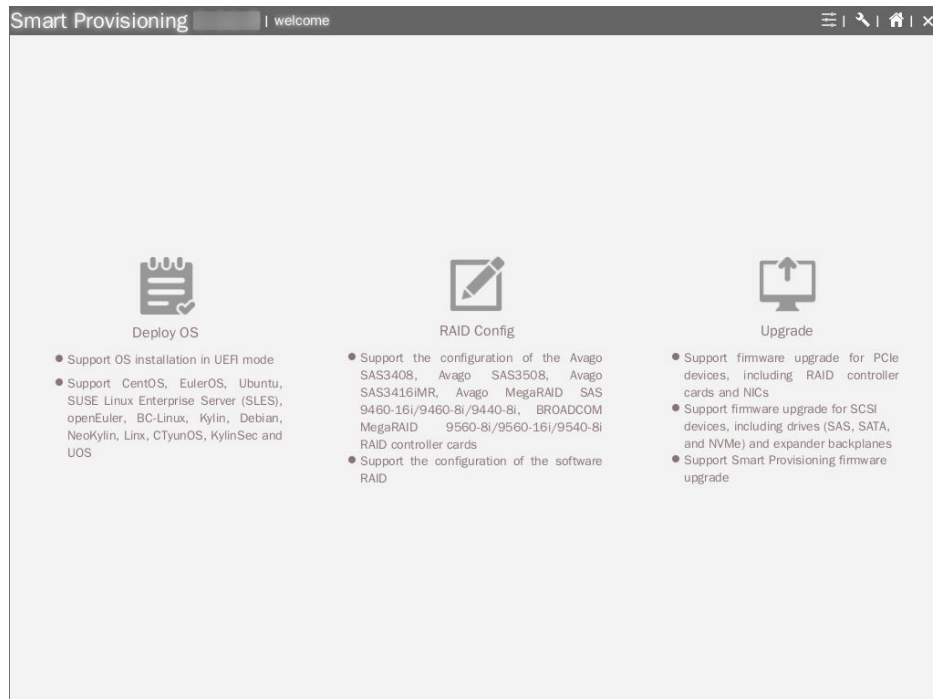 Smart Provisioning | welcome
Deploy OS
● Support OS installation in UEFI mode
● Support CentOS, EulerOS, Ubuntu,
SUSE Linux Enterprise Server (SLES),
openEuler, BC-Linux, Kylin, Debian,
NeoKylin, Linx, CTyunOS, KylinSec and
UOS
RAID Config
● Support the configuration of the Avago
SAS3408, Avago SAS3508, Avago
SAS3416iMR, Avago MegaRAID SAS
9460-16i/9460-8i/9440-8i, BROADCOM
MegaRAID 9560-8i/9560-16i/9540-8i
RAID controller cards
● Support the configuration of the software
RAID
Upgrade
● Support firmware upgrade for PCIe
devices, including RAID controller
cards and NICs
● Support firmware upgrade for SCSI
devices, including drives (SAS, SATA,
and NVMe) and expander backplanes
● Support Smart Provisioning firmware
upgrade